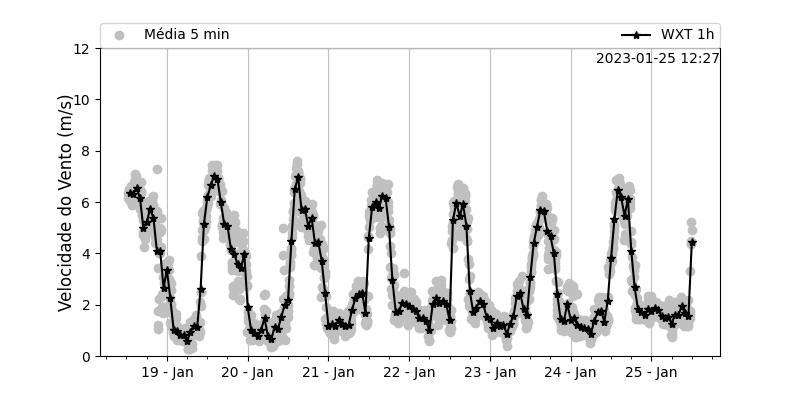 Média 5 min
WXT 1h
2023-01-25 12:27
Velocidade do Vento (m/s)
12
10
8
6
4
2
0
19 - Jan
20 - Jan
21 - Jan
22 - Jan
23 - Jan
24 - Jan
25 - Jan